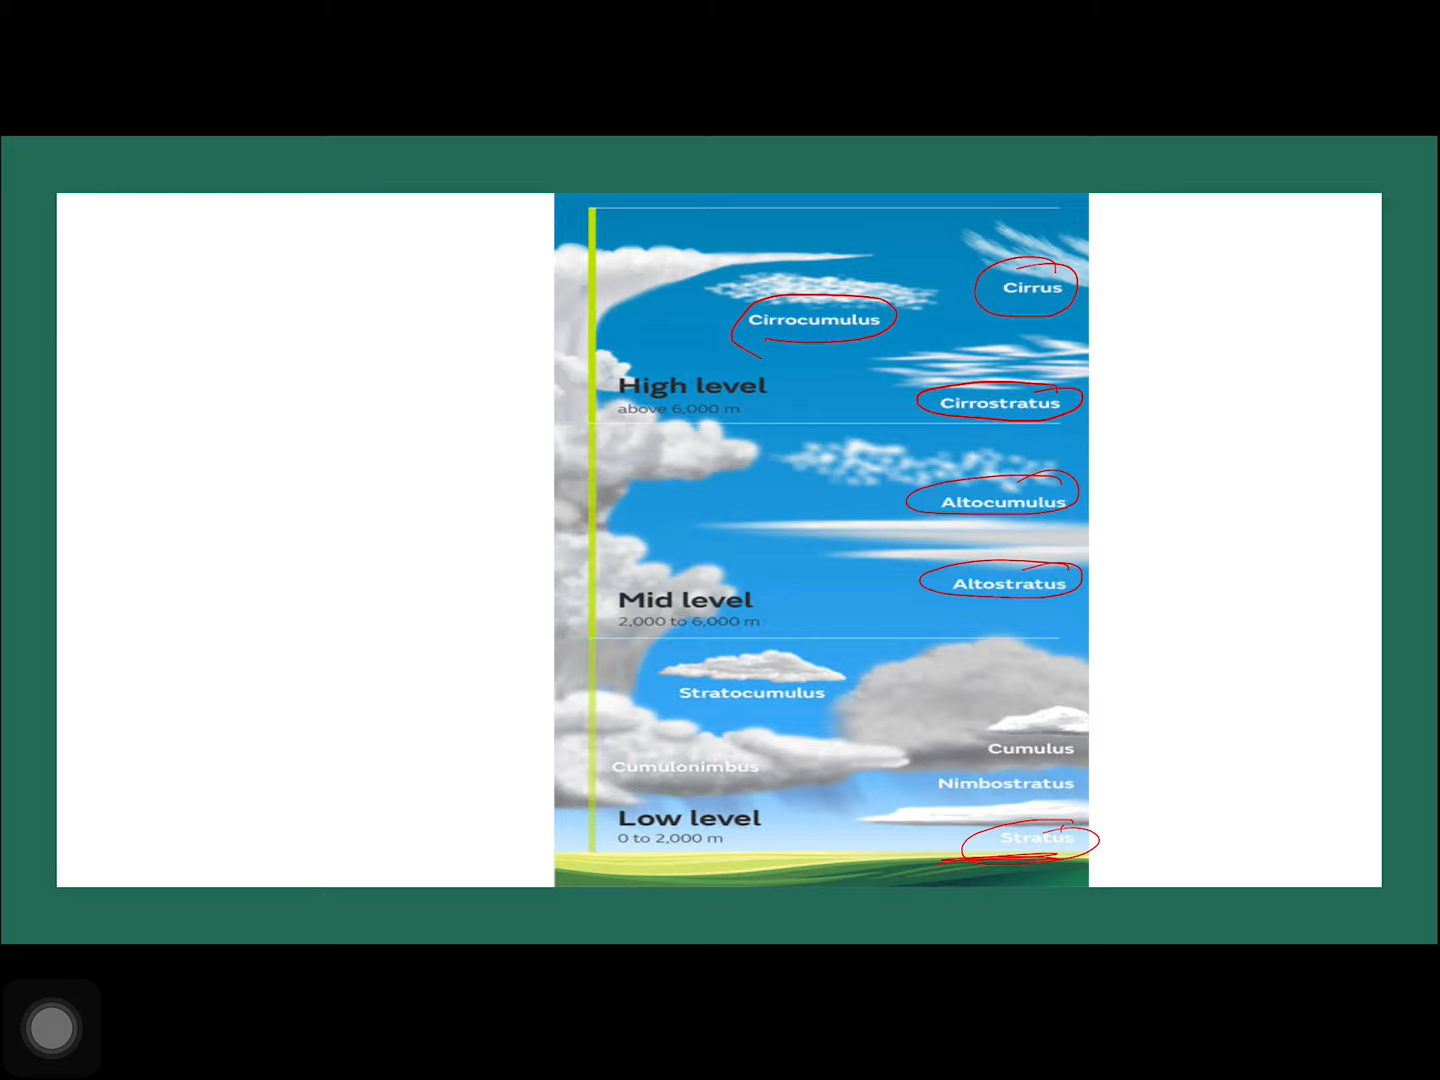 Cirrus
Cirrocumulus
High level
above 6,000 m
Cirrostratus
Altocumulus
Altostratus
Mid level
2,000 to 6,000 m
Stratocumulus
Cumulus
Cumulonimbus
Nimbostratus
Low level
0 to 2,000 m
Stratus